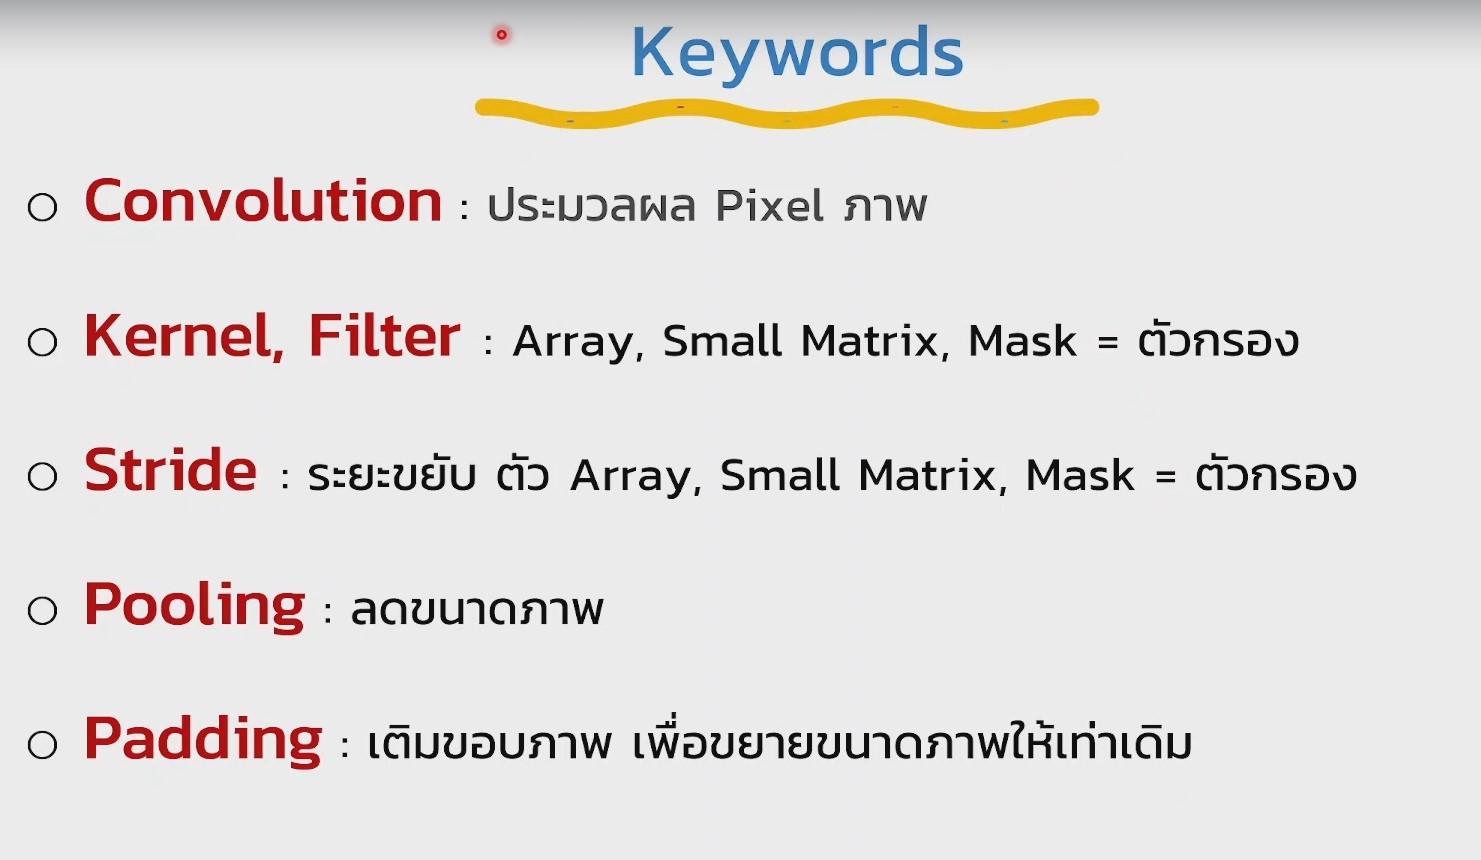 Keywords
Convolution : ประมวลผล Pixel ภาพ
Kernel, Filter : Array, Small Matrix, Mask = ตัวกรอง
Stride : ระยะขยับ ตัว Array, Small Matrix, Mask = ตัวกรอง
Pooling : ลดขนาดภาพ
Padding : เติมขอบภาพ เพื่อขยายขนาดภาพให้เท่าเดิม